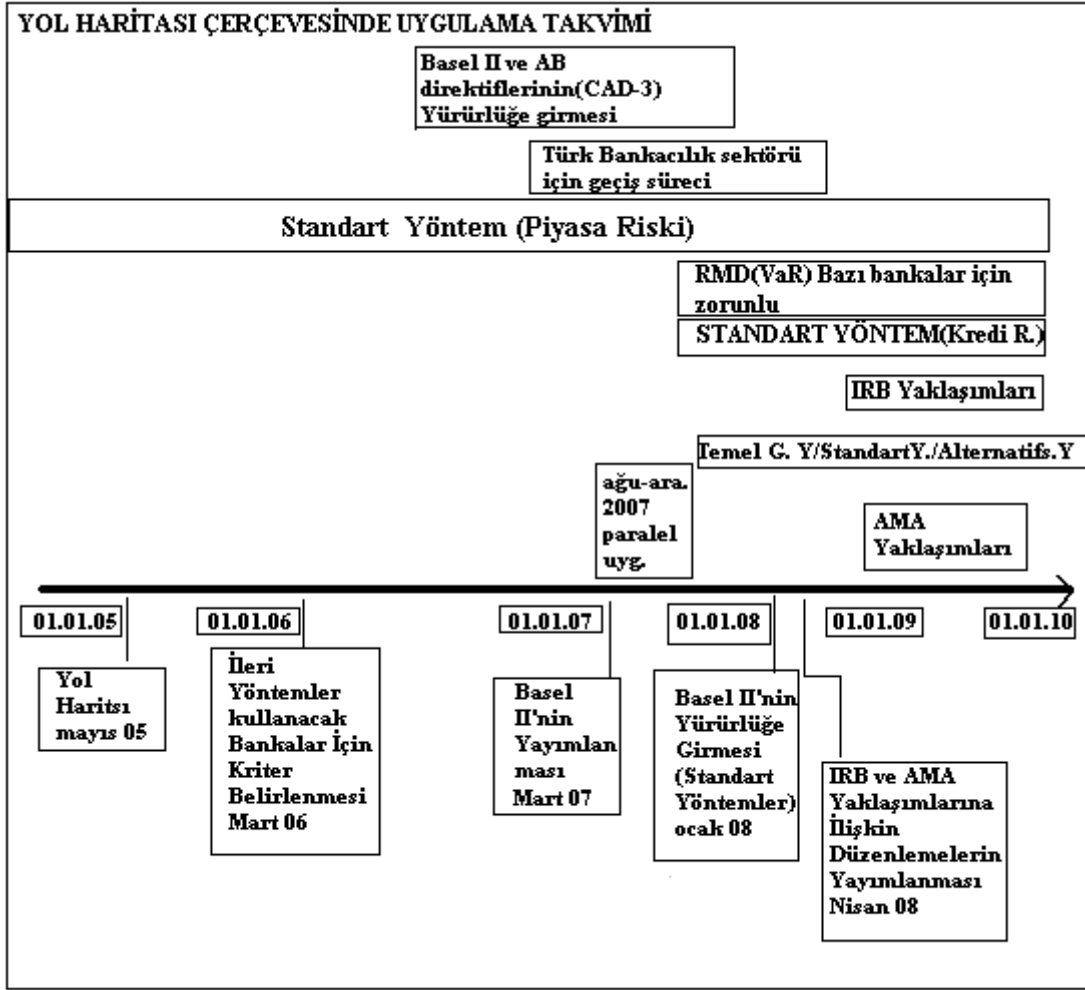 YOL HARİTASI ÇERÇEVESİNDE UYGULAMA TAKVİMİ
Basel II ve AB
direktiflerinin(CAD-3)
Yürürlüğe girmesi
Türk Bankacılık sektörü
için geçiş süreci
Standart Yöntem (Piyasa Riski)
RMD(VaR) Bazı bankalar için
zorunlu
STANDART YÖNTEM(Kredi R.)
IRB Yaklaşımları
Temel G. Y/StandartY./Alternatifs.Y
ağu-ara.
2007
paralel
uyg.
AMA
Yaklaşımları
01.01.05
01.01.06
01.01.07
01.01.08
01.01.09
01.01.10
Yol
Haritsı
mayıs 05
İleri
Yöntemler
kullanacak
Bankalar İçin
Kriter
Belirlenmesi
Mart 06
Basel
II'nin
Yayımlan
ması
Mart 07
Basel II'nin
Yürürlüğe
Girmesi
(Standart
Yöntemler)
ocak 08
IRB ve AMA
Yaklaşımlarına
İlişkin
Düzenlemelerin
Yayımlanması
Nisan 08